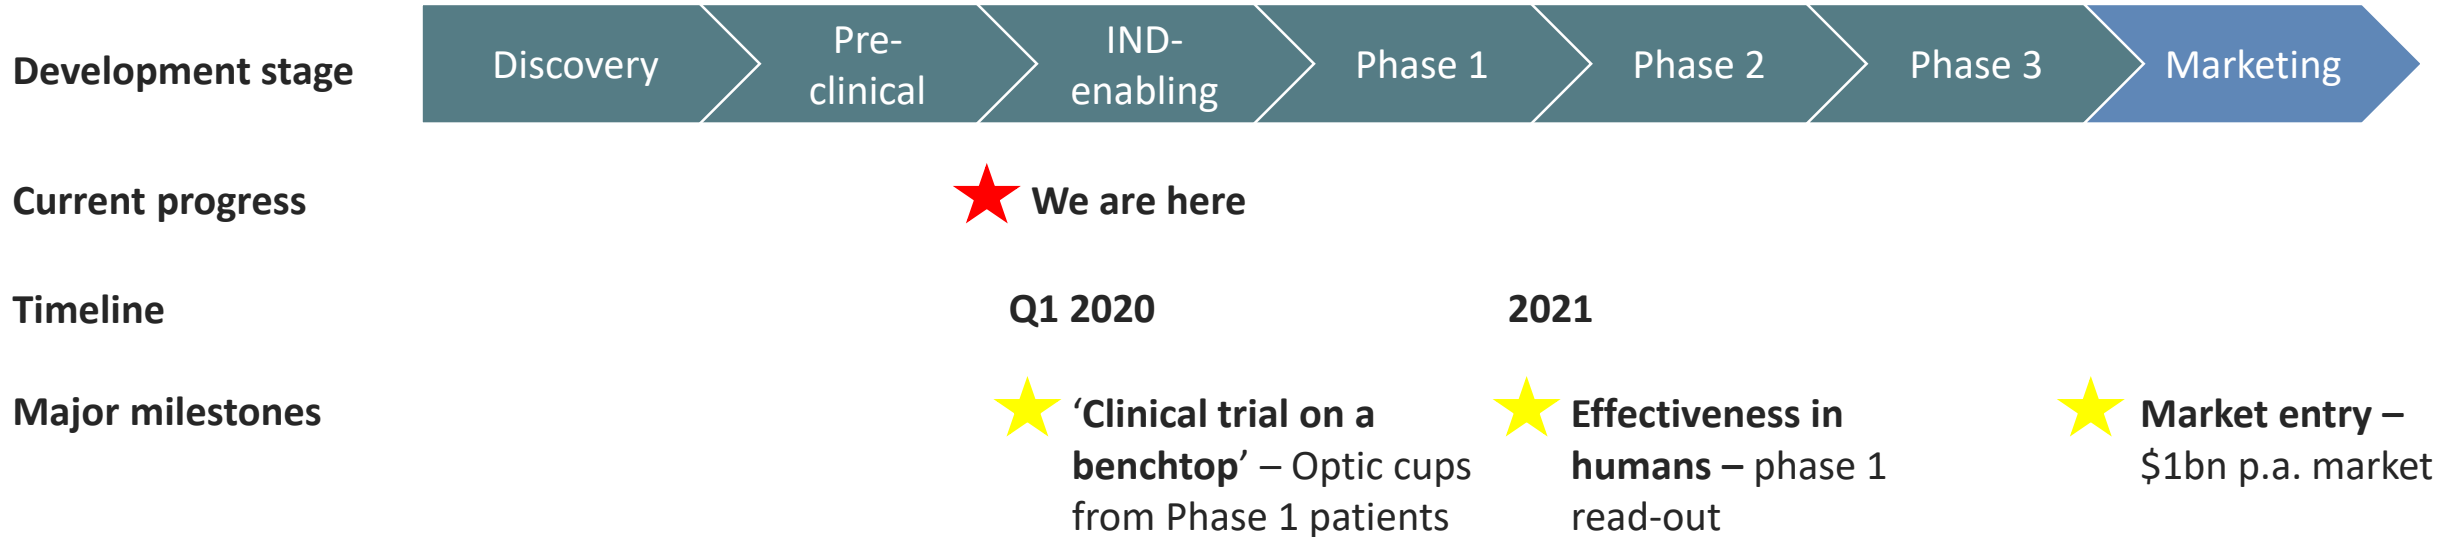 Development stage
Discovery
Pre-
clinical
IND-
enabling
Phase 1
Phase 2
Phase 3
Marketing
Current progress
We are here
Timeline
Q1 2020
2021
Major milestones
‘Clinical trial on a
benchtop’ – Optic cups
from Phase 1 patients
Effectiveness in
humans – phase 1
read-out
Market entry –
$1bn p.a. market